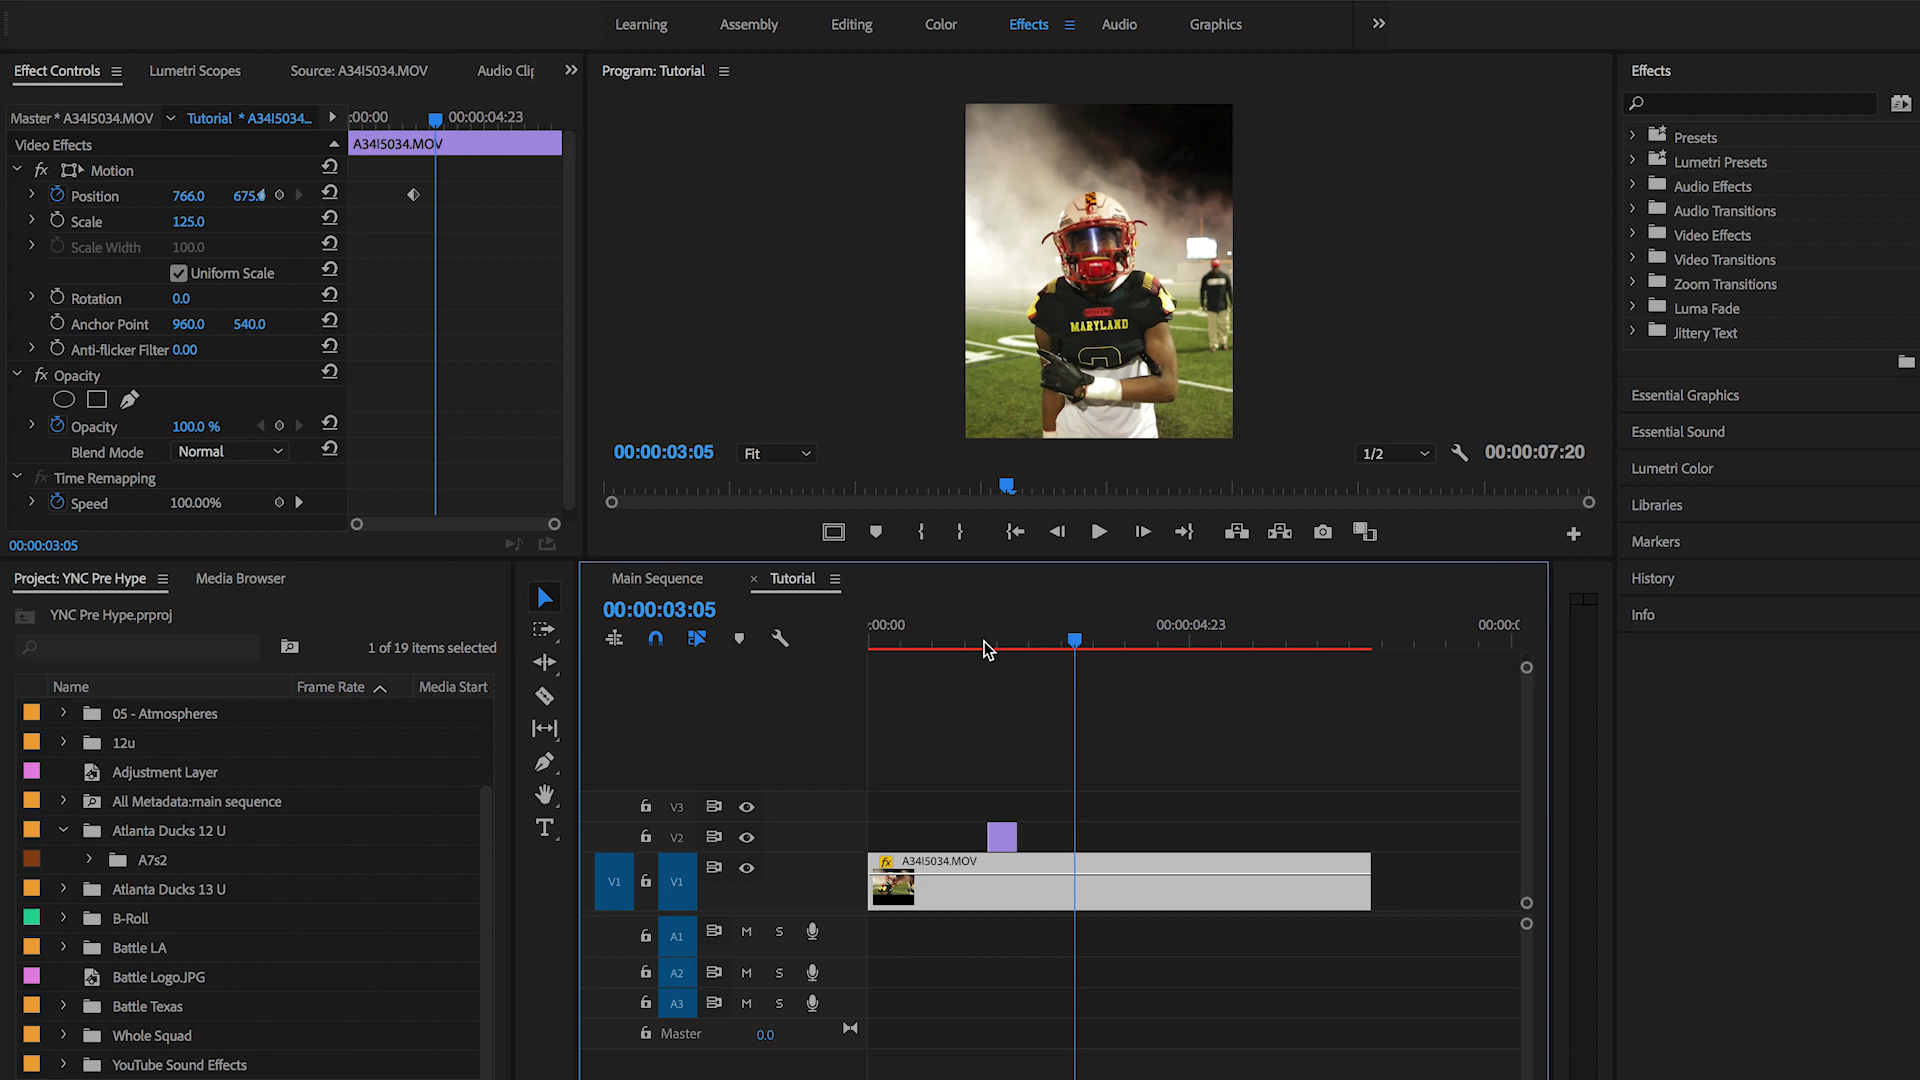 Learning Assembly Editing Color Effects Audio Graphics
Effect Controls Lumetri Scopes Source: A34I5034.MOV Audio Clip
Master * A34I5034.MOV Tutorial * A34I5034... :00:00 00:00:04:23
Video Effects A34I5034.MOV
fx Motion
Position 766.0 675.0
Scale 125.0
Scale Width 100.0
Uniform Scale
Rotation 0.0
Anchor Point 960.0 540.0
Anti-flicker Filter 0.00
fx Opacity
Opacity 100.0 %
Blend Mode Normal
fx Time Remapping
Speed 100.00%
00:00:03:05
Program: Tutorial
MARYLAND
00:00:03:05 Fit 1/2 00:00:07:20
Effects
Presets
Lumetri Presets
Audio Effects
Audio Transitions
Video Effects
Video Transitions
Zoom Transitions
Luma Fade
Jittery Text
Essential Graphics
Essential Sound
Lumetri Color
Libraries
Markers
History
Info
Project: YNC Pre Hype Media Browser
YNC Pre Hype.prproj
1 of 19 items selected
Name Frame Rate Media Start
05 - Atmospheres
12u
Adjustment Layer
All Metadata:main sequence
Atlanta Ducks 12 U
A7s2
Atlanta Ducks 13 U
B-Roll
Battle LA
Battle Logo.JPG
Battle Texas
Whole Squad
YouTube Sound Effects
Main Sequence × Tutorial
00:00:03:05
:00:00 00:00:04:23 00:00:0
V3
V2
V1 V1 fx A34I5034.MOV
A1 M S
A2 M S
A3 M S
Master 0.0